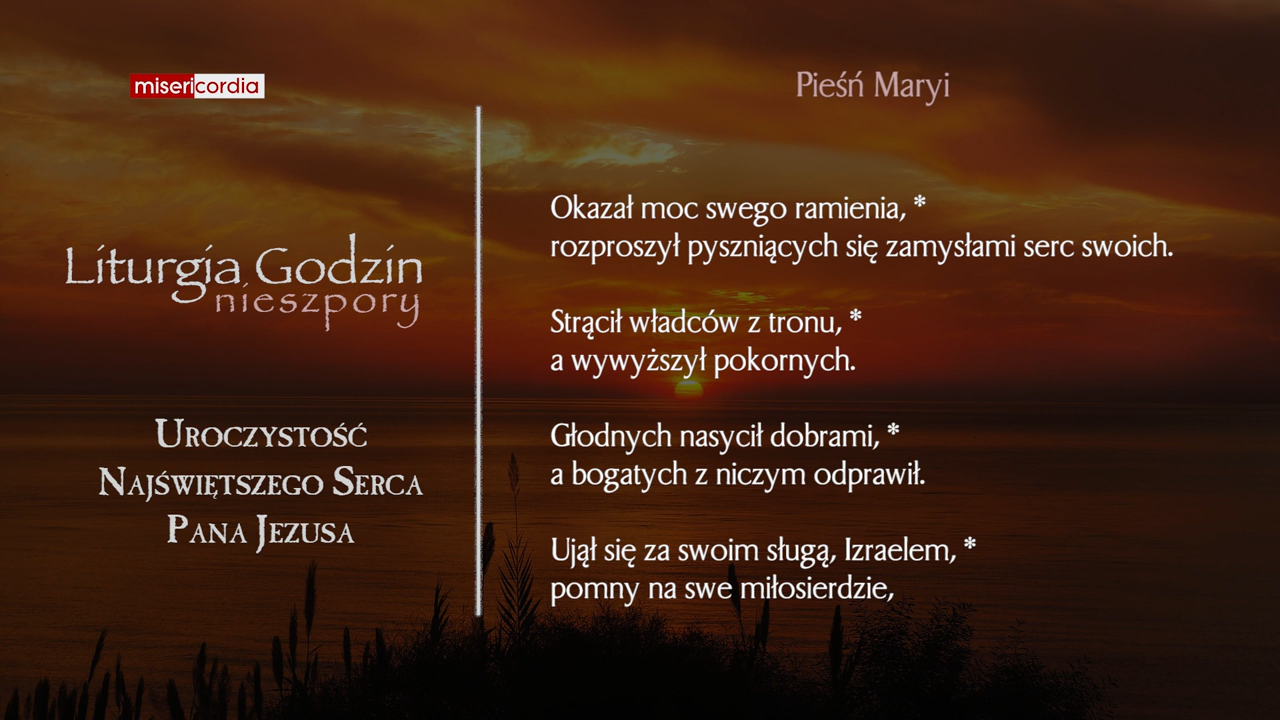 misericordia
Pieśń Maryi
Liturgia Godzin
nieszpory
Uroczystość
Najświętszego Serca
Pana Jezusa
Okazał moc swego ramienia, *
rozproszył pyszniących się zamysłami serc swoich.
Strącił władców z tronu, *
a wywyższył pokornych.
Głodnych nasycił dobrami, *
a bogatych z niczym odprawił.
Ujął się za swoim sługą, Izraelem, *
pomny na swe miłosierdzie,